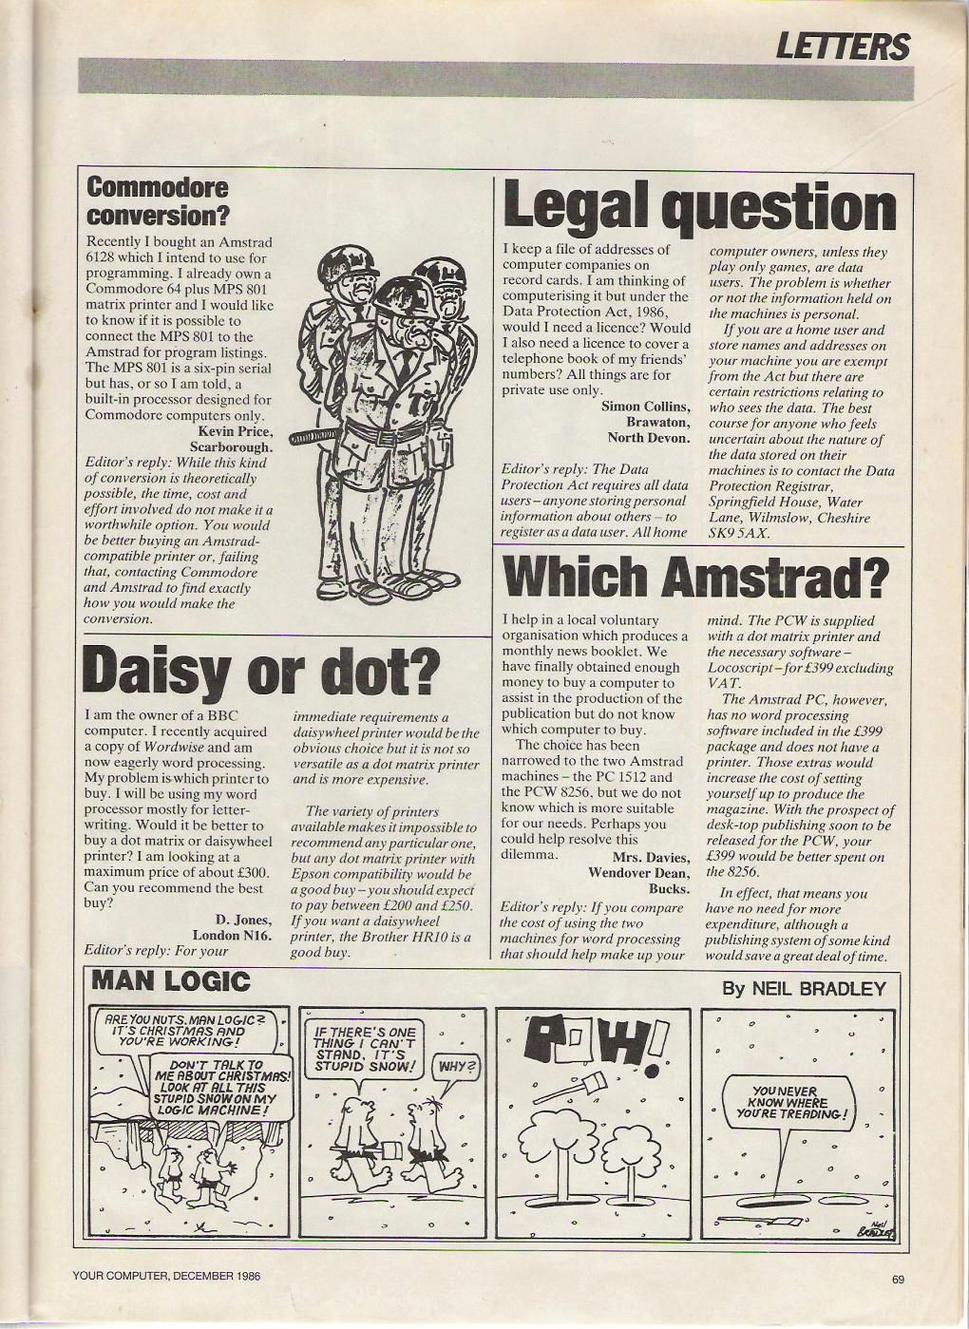 LETTERS
Commodore
conversion?
Recently I bought an Amstrad
6128 which I intend to use for
programming. I already own a
Commodore 64 plus MPS 801
matrix printer and I would like
to know if it is possible to
connect the MPS 801 to the
Amstrad for program listings.
The MPS 801 is a six-pin serial
but has, or so I am told, a
built-in processor designed for
Commodore computers only.
Kevin Price,
Scarborough.
Editor's reply: While this kind
of conversion is theoretically
possible, the time, cost and
effort involved do not make it a
worthwhile option. You would
be better buying an Amstrad-
compatible printer or, failing
that, contacting Commodore
and Amstrad to find exactly
how you would make the
conversion.
Daisy or dot?
I am the owner of a BBC
computer. I recently acquired
a copy of Wordwise and am
now eagerly word processing.
My problem is which printer to
buy. I will be using my word
processor mostly for letter-
writing. Would it be better to
buy a dot matrix or daisywheel
printer? I am looking at a
maximum price of about £300.
Can you recommend the best
buy?
D. Jones,
London N16.
Editor's reply: For your
immediate requirements a
daisywheel printer would be the
obvious choice but it is not so
versatile as a dot matrix printer
and is more expensive.
The variety of printers
available makes it impossible to
recommend any particular one,
but any dot matrix printer with
Epson compatibility would be
a good buy – you should expect
to pay between £200 and £250.
If you want a daisywheel
printer, the Brother HR10 is a
good buy.
Legal question
I keep a file of addresses of
computer companies on
record cards. I am thinking of
computerising it but under the
Data Protection Act, 1986,
would I need a licence? Would
I also need a licence to cover a
telephone book of my friends'
numbers? All things are for
private use only.
Simon Collins,
Brawaton,
North Devon.
Editor's reply: The Data
Protection Act requires all data
users – anyone storing personal
information about others – to
register as a data user. All home
computer owners, unless they
play only games, are data
users. The problem is whether
or not the information held on
the machines is personal.
If you are a home user and
store names and addresses on
your machine you are exempt
from the Act but there are
certain restrictions relating to
who sees the data. The best
course for anyone who feels
uncertain about the nature of
the data stored on their
machines is to contact the Data
Protection Registrar,
Springfield House, Water
Lane, Wilmslow, Cheshire
SK9 5AX.
Which Amstrad?
I help in a local voluntary
organisation which produces a
monthly news booklet. We
have finally obtained enough
money to buy a computer to
assist in the production of the
publication but do not know
which computer to buy.
The choice has been
narrowed to the two Amstrad
machines – the PC 1512 and
the PCW 8256, but we do not
know which is more suitable
for our needs. Perhaps you
could help resolve this
dilemma.
Mrs. Davies,
Wendover Dean,
Bucks.
Editor's reply: If you compare
the cost of using the two
machines for word processing
that should help make up your
mind. The PCW is supplied
with a dot matrix printer and
the necessary software –
Locoscript – for £399 excluding
VAT.
The Amstrad PC, however,
has no word processing
software included in the £399
package and does not have a
printer. Those extras would
increase the cost of setting
yourself up to produce the
magazine. With the prospect of
desk-top publishing soon to be
released for the PCW, your
£399 would be better spent on
the 8256.
In effect, that means you
have no need for more
expenditure, although a
publishing system of some kind
would save a great deal of time.
MAN LOGIC
By NEIL BRADLEY
ARE YOU NUTS, MAN LOGIC?
IT'S CHRISTMAS AND
YOU'RE WORKING!
DON'T TALK TO
ME ABOUT CHRISTMAS!
LOOK AT ALL THIS
STUPID SNOW ON MY
LOGIC MACHINE!
IF THERE'S ONE
THING I CAN'T
STAND, IT'S
STUPID SNOW!
WHY?
POW!
YOU NEVER
KNOW WHERE
YOU'RE TREADING!
Neil
BRADLEY
YOUR COMPUTER, DECEMBER 1986
69